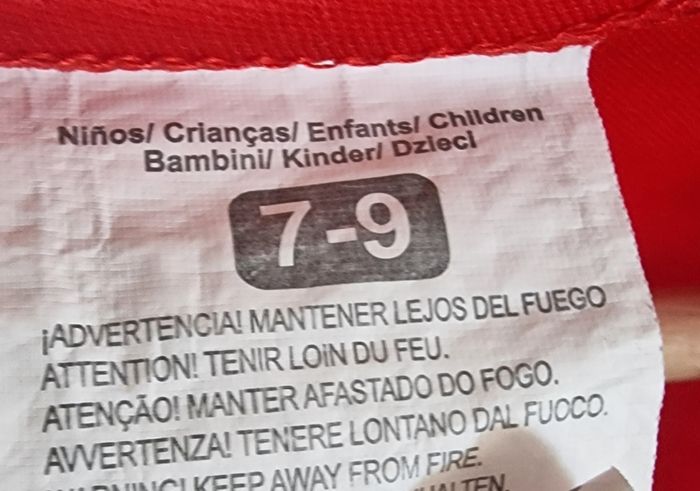 Niños/ Crianças/ Enfants/ Children
Bambini/ Kinder/ Dzieci
7-9
¡ADVERTENCIA! MANTENER LEJOS DEL FUEGO
ATTENTION! TENIR LOiN DU FEU.
ATENÇÃO! MANTER AFASTADO DO FOGO.
AVVERTENZA! TENERE LONTANO DAL FUOCO.
WARNING! KEEP AWAY FROM FIRE.